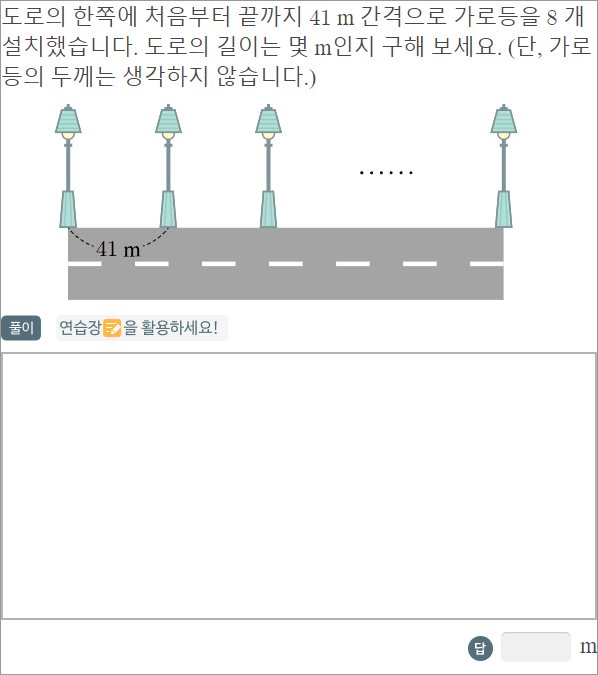 도로의 한쪽에 처음부터 끝까지 41 m 간격으로 가로등을 8 개
설치했습니다. 도로의 길이는 몇 m인지 구해 보세요. (단, 가로
등의 두께는 생각하지 않습니다.)
······
41 m
풀이 연습장을 활용하세요!
답 m